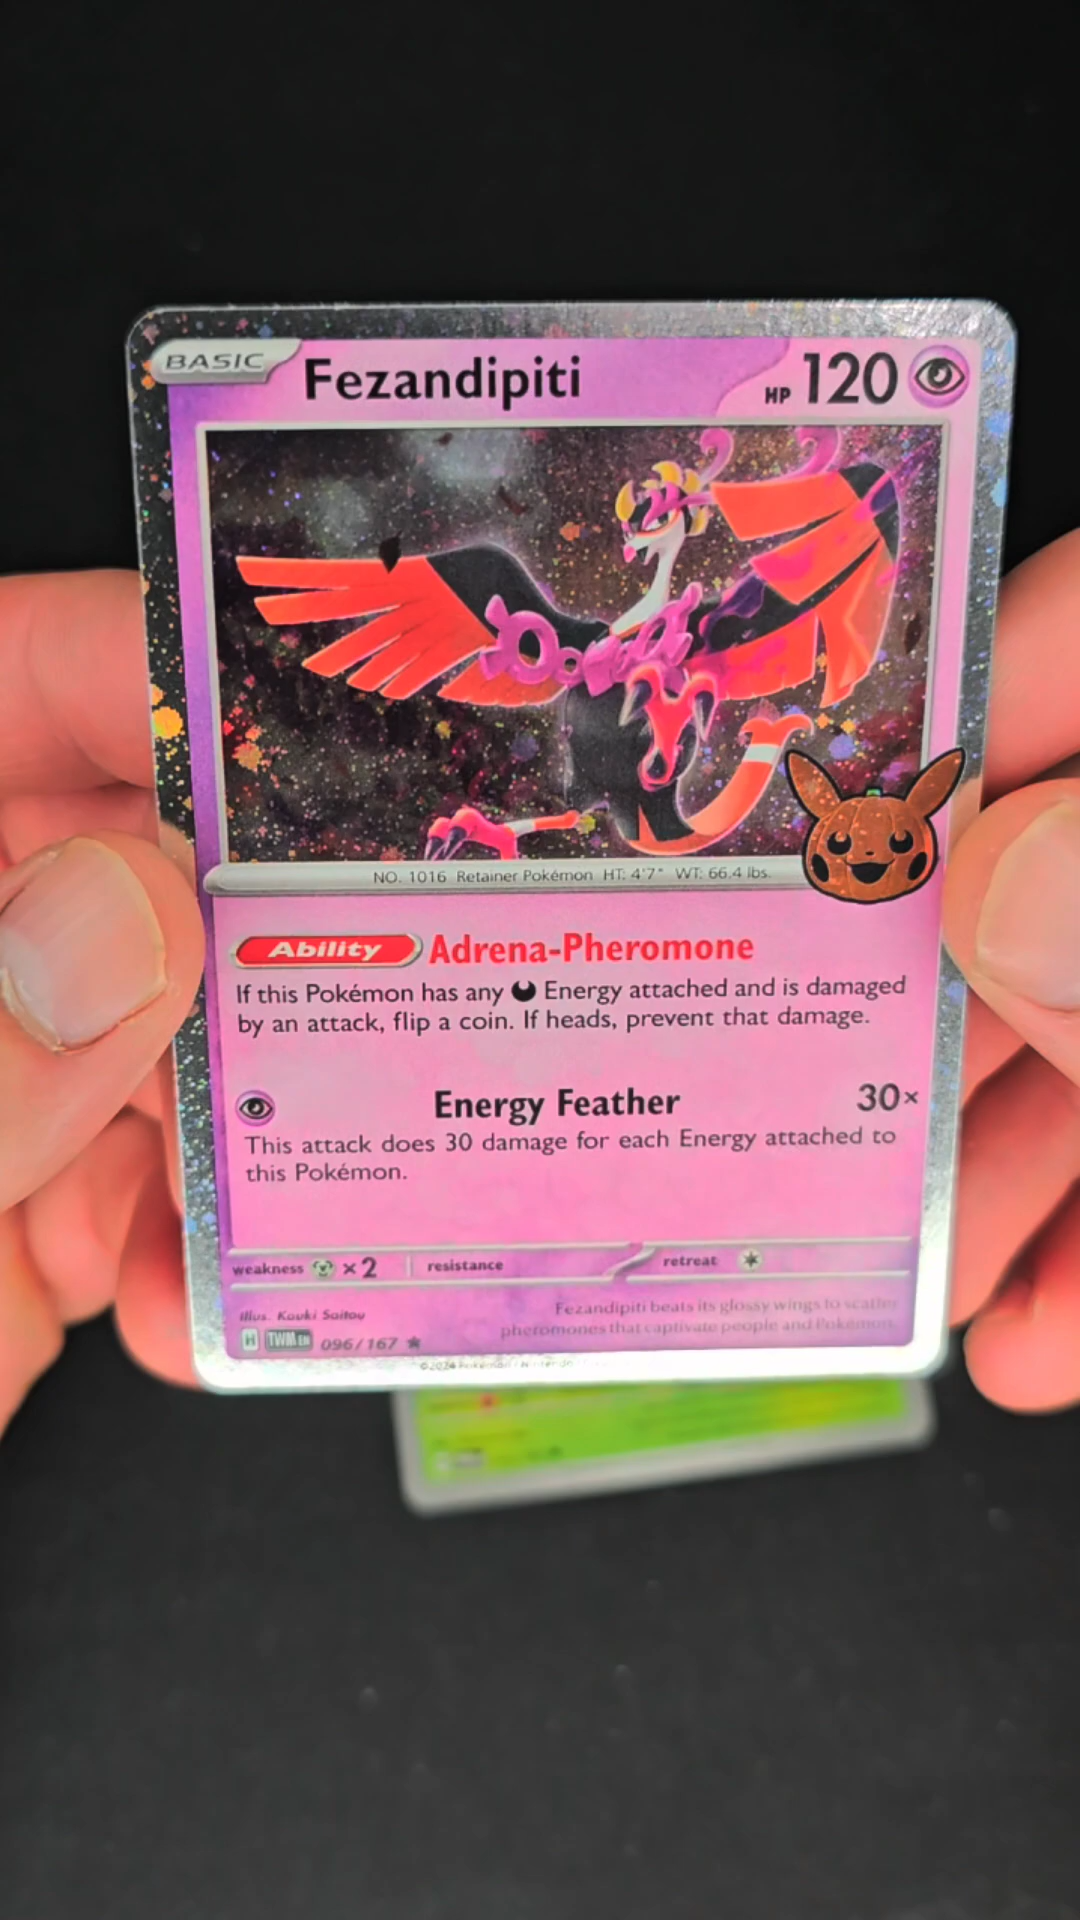 BASIC Fezandipiti HP 120
NO. 1016 Retainer Pokémon HT: 4'7" WT: 66.4 lbs.
Ability Adrena-Pheromone
If this Pokémon has any Energy attached and is damaged
by an attack, flip a coin. If heads, prevent that damage.
Energy Feather 30×
This attack does 30 damage for each Energy attached to
this Pokémon.
weakness ×2 resistance retreat
Illus. Kouki Saitou
Fezandipiti beats its glossy wings to scatter
pheromones that captivate people and Pokémon.
H TWM EN 096/167 ★
©2024 Pokémon / Nintendo